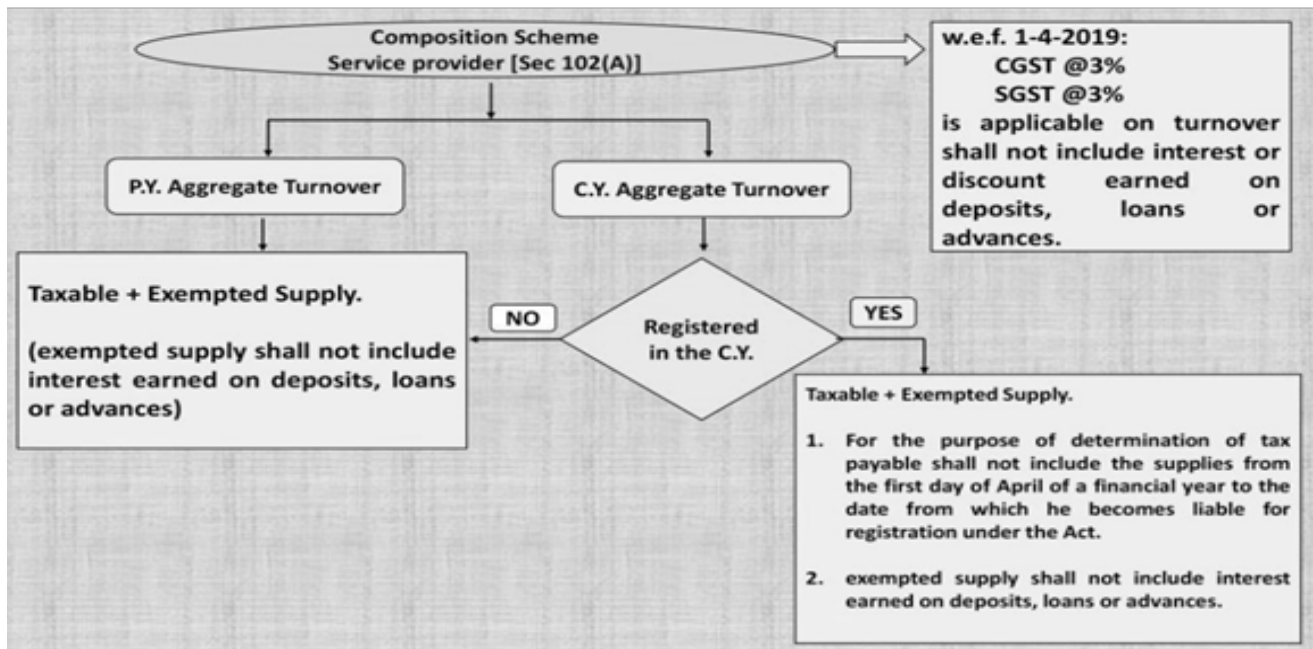 Composition Scheme
Service provider [Sec 102(A)]
w.e.f. 1-4-2019:
CGST @3%
SGST @3%
is applicable on turnover
shall not include interest or
discount earned on
deposits, loans or
advances.
P.Y. Aggregate Turnover
C.Y. Aggregate Turnover
Taxable + Exempted Supply.
(exempted supply shall not include
interest earned on deposits, loans
or advances)
NO
Registered
in the C.Y.
YES
Taxable + Exempted Supply.
1. For the purpose of determination of tax
payable shall not include the supplies from
the first day of April of a financial year to the
date from which he becomes liable for
registration under the Act.
2. exempted supply shall not include interest
earned on deposits, loans or advances.